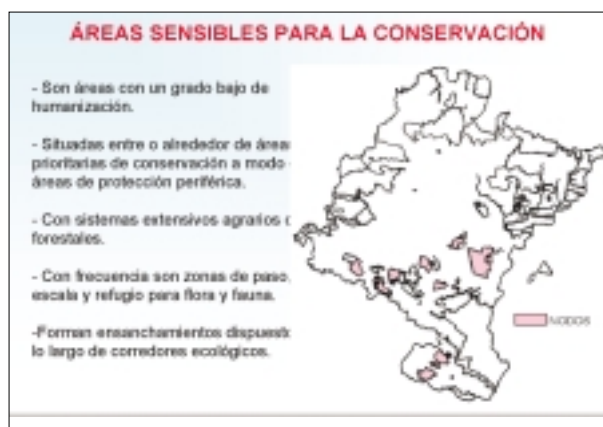 ÁREAS SENSIBLES PARA LA CONSERVACIÓN
- Son áreas con un grado bajo de
humanización.
- Situadas entre o alrededor de área
prioritarias de conservación a modo
áreas de protección periférica.
- Con sistemas extensivos agrarios o
forestales.
- Con frecuencia son zonas de paso,
escala y refugio para flora y fauna.
-Forman ensanchamientos dispuesto
lo largo de corredores ecológicos.
NODOS